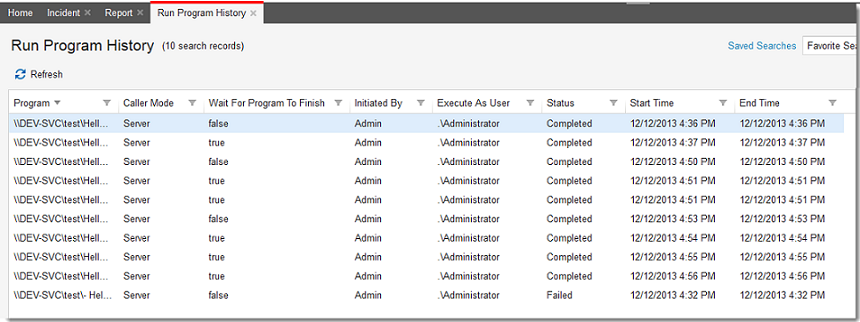 Home Incident × Report × Run Program History ×
Run Program History (10 search records) Saved Searches Favorite Sea
Refresh
Program Caller Mode Wait For Program To Finish Initiated By Execute As User Status Start Time End Time
\\DEV-SVC\test\Hell... Server false Admin .\Administrator Completed 12/12/2013 4:36 PM 12/12/2013 4:36 PM
\\DEV-SVC\test\Hell... Server true Admin .\Administrator Completed 12/12/2013 4:37 PM 12/12/2013 4:37 PM
\\DEV-SVC\test\Hell... Server false Admin .\Administrator Completed 12/12/2013 4:50 PM 12/12/2013 4:50 PM
\\DEV-SVC\test\Hell... Server true Admin .\Administrator Completed 12/12/2013 4:51 PM 12/12/2013 4:51 PM
\\DEV-SVC\test\Hell... Server true Admin .\Administrator Completed 12/12/2013 4:51 PM 12/12/2013 4:51 PM
\\DEV-SVC\test\Hell... Server false Admin .\Administrator Completed 12/12/2013 4:53 PM 12/12/2013 4:53 PM
\\DEV-SVC\test\Hell... Server true Admin .\Administrator Completed 12/12/2013 4:54 PM 12/12/2013 4:54 PM
\\DEV-SVC\test\Hell... Server true Admin .\Administrator Completed 12/12/2013 4:55 PM 12/12/2013 4:55 PM
\\DEV-SVC\test\Hell... Server true Admin .\Administrator Completed 12/12/2013 4:56 PM 12/12/2013 4:56 PM
\\DEV-SVC\test\- Hel... Server false Admin .\Administrator Failed 12/12/2013 4:32 PM 12/12/2013 4:32 PM